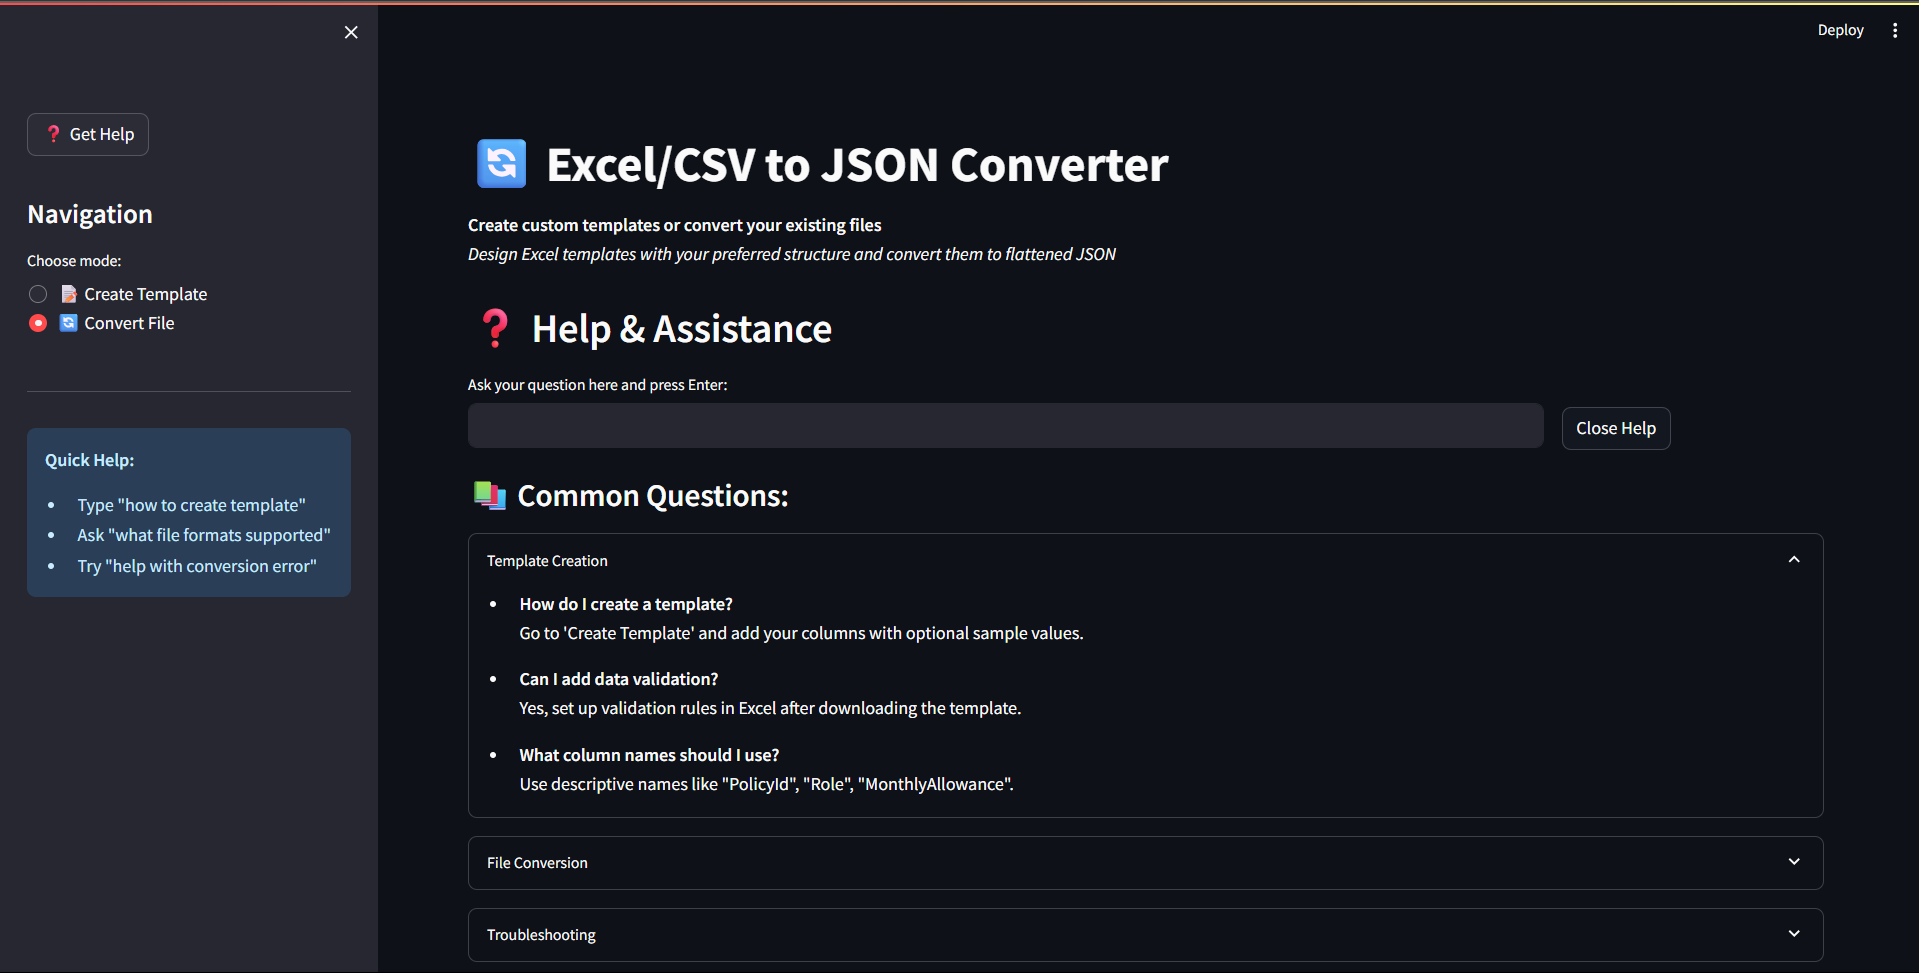 Deploy
Get Help
Navigation
Choose mode:
Create Template
Convert File
Quick Help:
Type "how to create template"
Ask "what file formats supported"
Try "help with conversion error"
Excel/CSV to JSON Converter
Create custom templates or convert your existing files
Design Excel templates with your preferred structure and convert them to flattened JSON
Help & Assistance
Ask your question here and press Enter:
Close Help
Common Questions:
Template Creation
How do I create a template?
Go to 'Create Template' and add your columns with optional sample values.
Can I add data validation?
Yes, set up validation rules in Excel after downloading the template.
What column names should I use?
Use descriptive names like "PolicyId", "Role", "MonthlyAllowance".
File Conversion
Troubleshooting